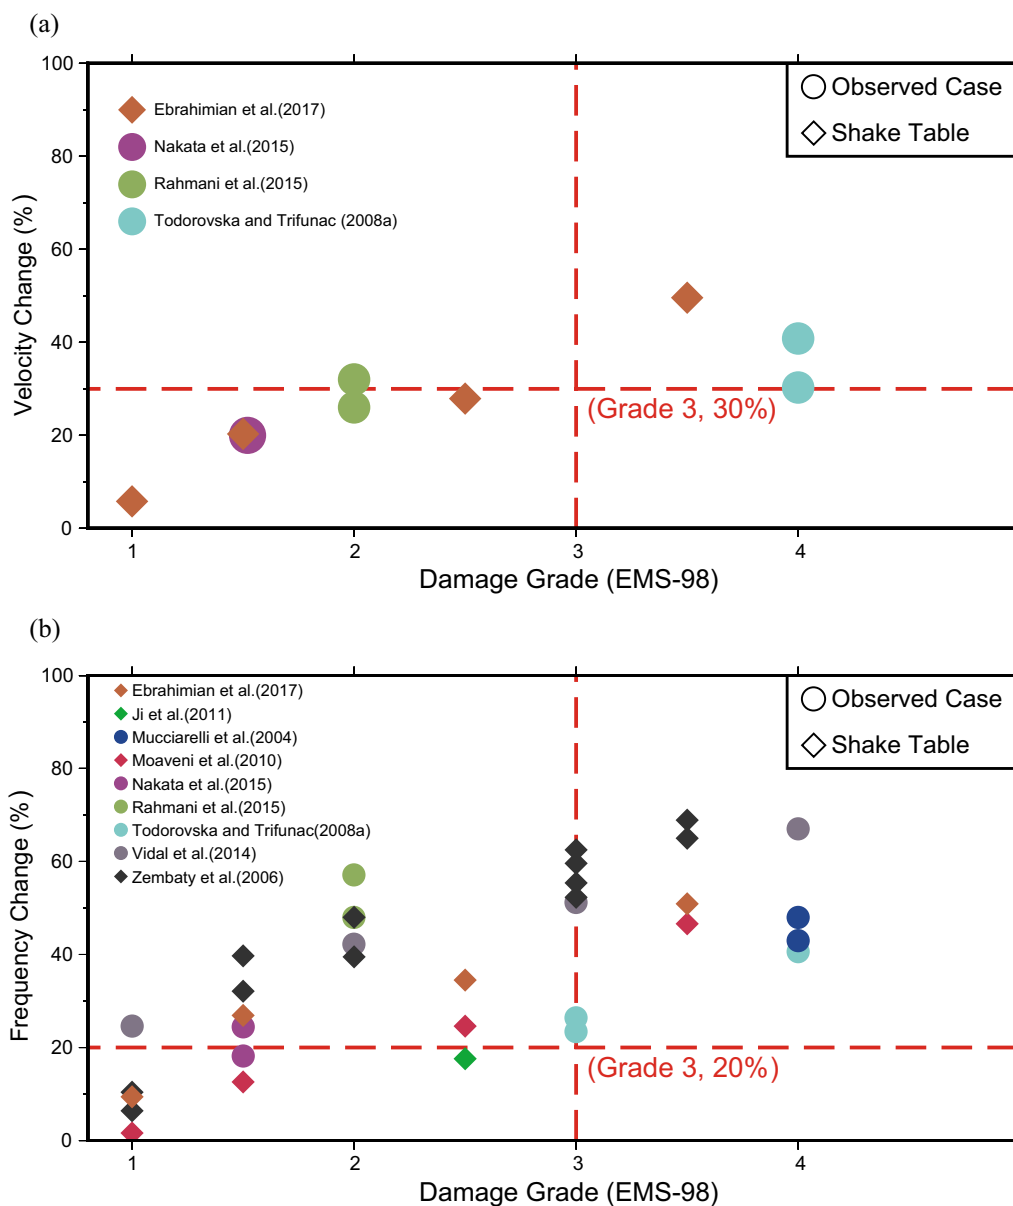 (a)
100
80
60
40
20
0
Velocity Change (%)
Ebrahimian et al.(2017)
Nakata et al.(2015)
Rahmani et al.(2015)
Todorovska and Trifunac (2008a)
Observed Case
Shake Table
(Grade 3, 30%)
1 2 3 4
Damage Grade (EMS-98)
(b)
100
80
60
40
20
0
Frequency Change (%)
Ebrahimian et al.(2017)
Ji et al.(2011)
Mucciarelli et al.(2004)
Moaveni et al.(2010)
Nakata et al.(2015)
Rahmani et al.(2015)
Todorovska and Trifunac(2008a)
Vidal et al.(2014)
Zembaty et al.(2006)
Observed Case
Shake Table
(Grade 3, 20%)
1 2 3 4
Damage Grade (EMS-98)